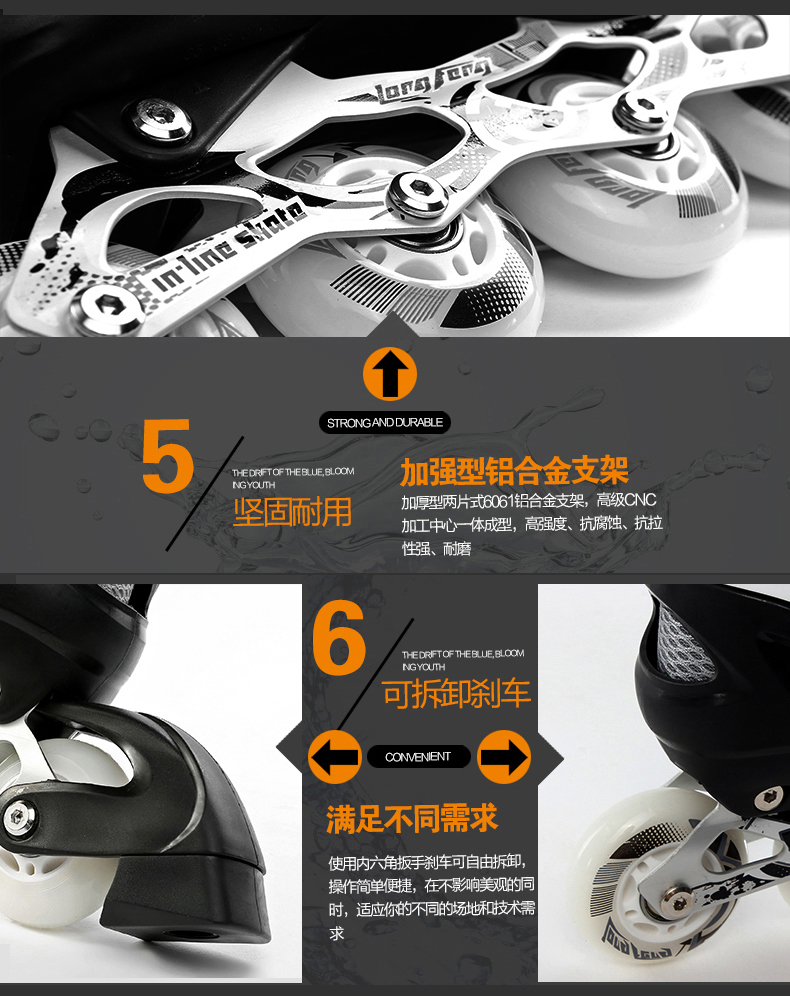 long feng
in-line skate
long feng
STRONG AND DURABLE
5
THE DRIFT OF THE BLUE, BLOOM
ING YOUTH
坚固耐用
加强型铝合金支架
加厚型两片式6061铝合金支架，高级CNC
加工中心一体成型，高强度、抗腐蚀、抗拉
性强、耐磨
6
THE DRIFT OF THE BLUE, BLOOM
ING YOUTH
可拆卸刹车
CONVENIENT
满足不同需求
使用内六角扳手刹车可自由拆卸，
操作简单便捷，在不影响美观的同
时，适应你的不同的场地和技术需
求
long feng